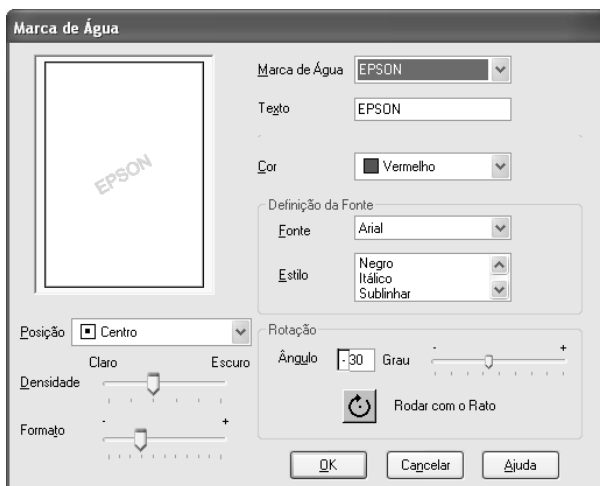 Marca de Água
EPSON
Marca de Água EPSON
Texto EPSON
Cor Vermelho
Definição da Fonte
Fonte Arial
Estilo Negro
Itálico
Sublinhar
Posição Centro
Claro Escuro
Densidade
Formato - +
Rotação
Ângulo -30 Grau - +
Rodar com o Rato
OK Cancelar Ajuda